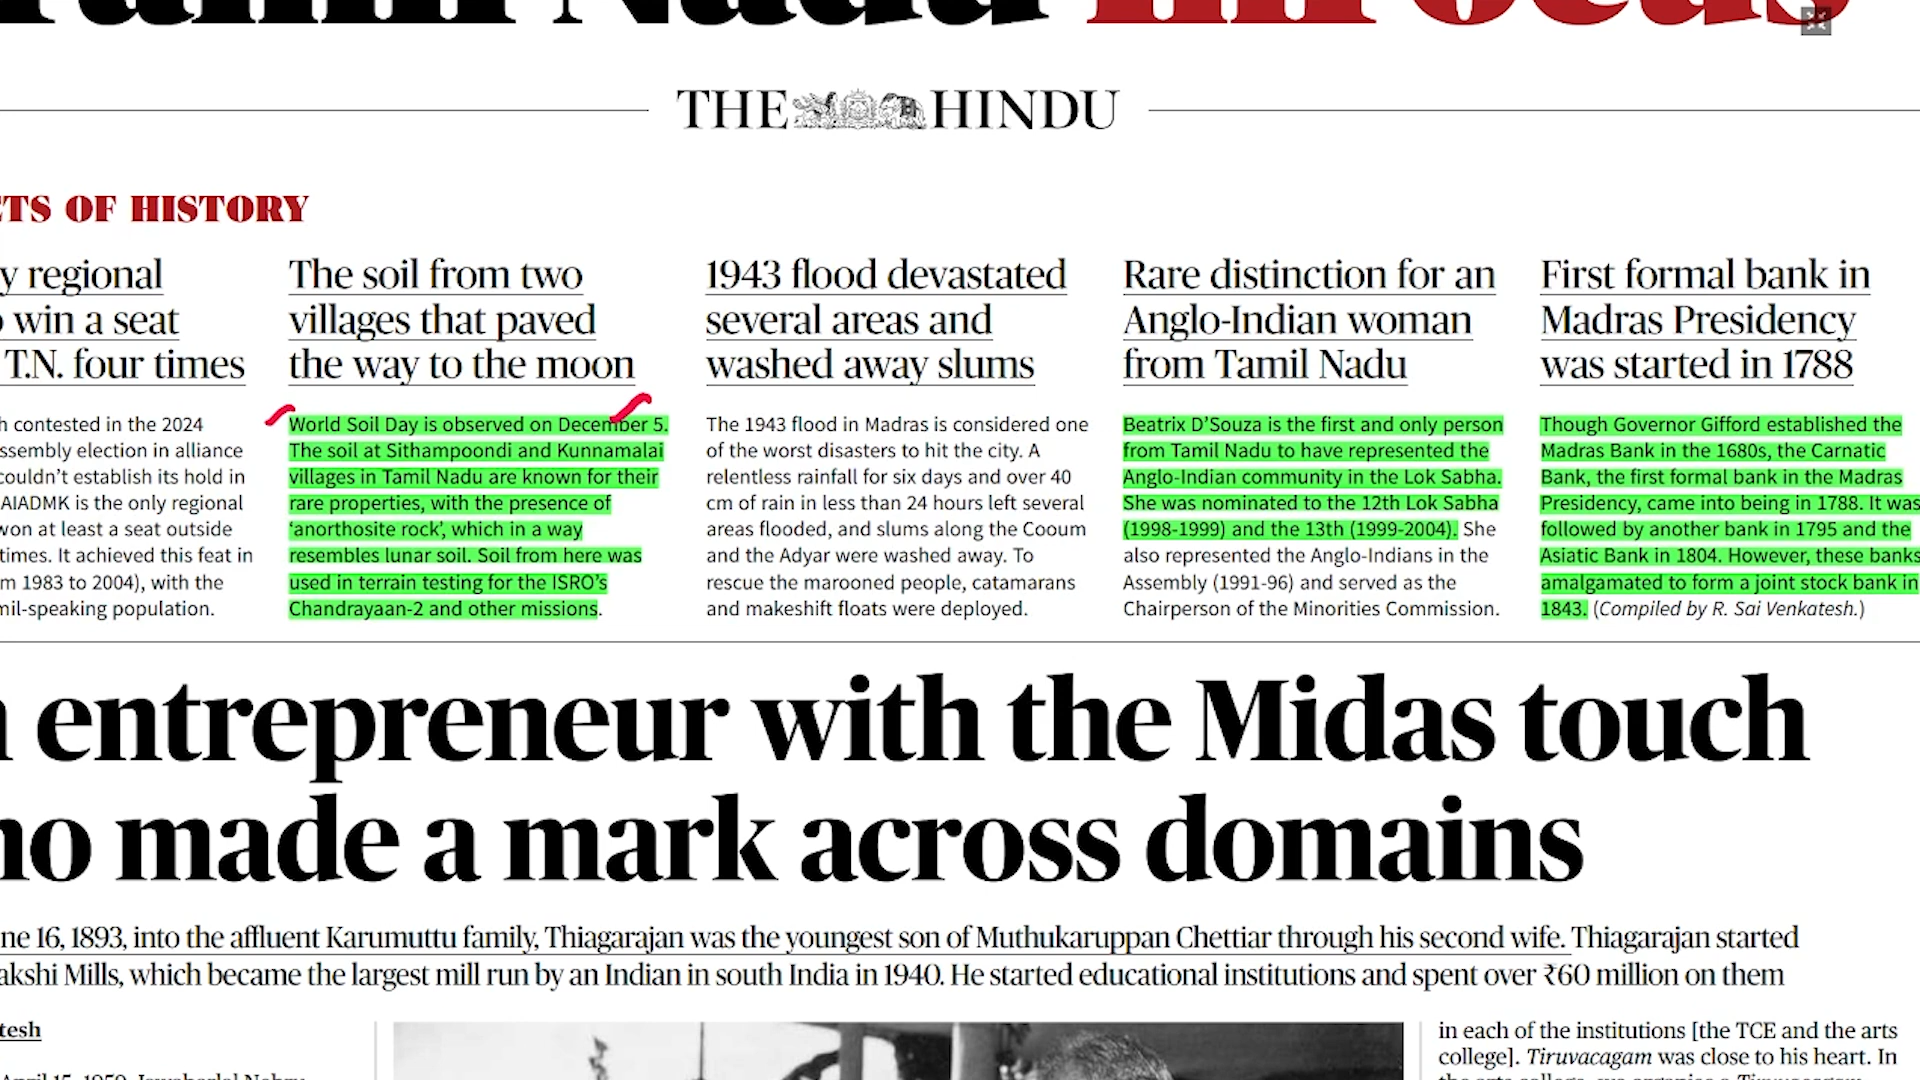 Tamil Nadu InFocus
THE HINDU
OF HISTORY
y regional
win a seat
T.N. four times
h contested in the 2024
ssembly election in alliance
couldn't establish its hold in
AIADMK is the only regional
won at least a seat outside
times. It achieved this feat in
m 1983 to 2004), with the
mil-speaking population.
The soil from two
villages that paved
the way to the moon
World Soil Day is observed on December 5.
The soil at Sithampoondi and Kunnamalai
villages in Tamil Nadu are known for their
rare properties, with the presence of
'anorthosite rock', which in a way
resembles lunar soil. Soil from here was
used in terrain testing for the ISRO's
Chandrayaan-2 and other missions.
1943 flood devastated
several areas and
washed away slums
The 1943 flood in Madras is considered one
of the worst disasters to hit the city. A
relentless rainfall for six days and over 40
cm of rain in less than 24 hours left several
areas flooded, and slums along the Cooum
and the Adyar were washed away. To
rescue the marooned people, catamarans
and makeshift floats were deployed.
Rare distinction for an
Anglo-Indian woman
from Tamil Nadu
Beatrix D'Souza is the first and only person
from Tamil Nadu to have represented the
Anglo-Indian community in the Lok Sabha.
She was nominated to the 12th Lok Sabha
(1998-1999) and the 13th (1999-2004). She
also represented the Anglo-Indians in the
Assembly (1991-96) and served as the
Chairperson of the Minorities Commission.
First formal bank in
Madras Presidency
was started in 1788
Though Governor Gifford established the
Madras Bank in the 1680s, the Carnatic
Bank, the first formal bank in the Madras
Presidency, came into being in 1788. It was
followed by another bank in 1795 and the
Asiatic Bank in 1804. However, these banks
amalgamated to form a joint stock bank in
1843. (Compiled by R. Sai Venkatesh.)
entrepreneur with the Midas touch
made a mark across domains
ne 16, 1893, into the affluent Karumuttu family, Thiagarajan was the youngest son of Muthukaruppan Chettiar through his second wife. Thiagarajan started
akshi Mills, which became the largest mill run by an Indian in south India in 1940. He started educational institutions and spent over ₹60 million on them
tesh
in each of the institutions [the TCE and the arts
college]. Tiruvacagam was close to his heart. In